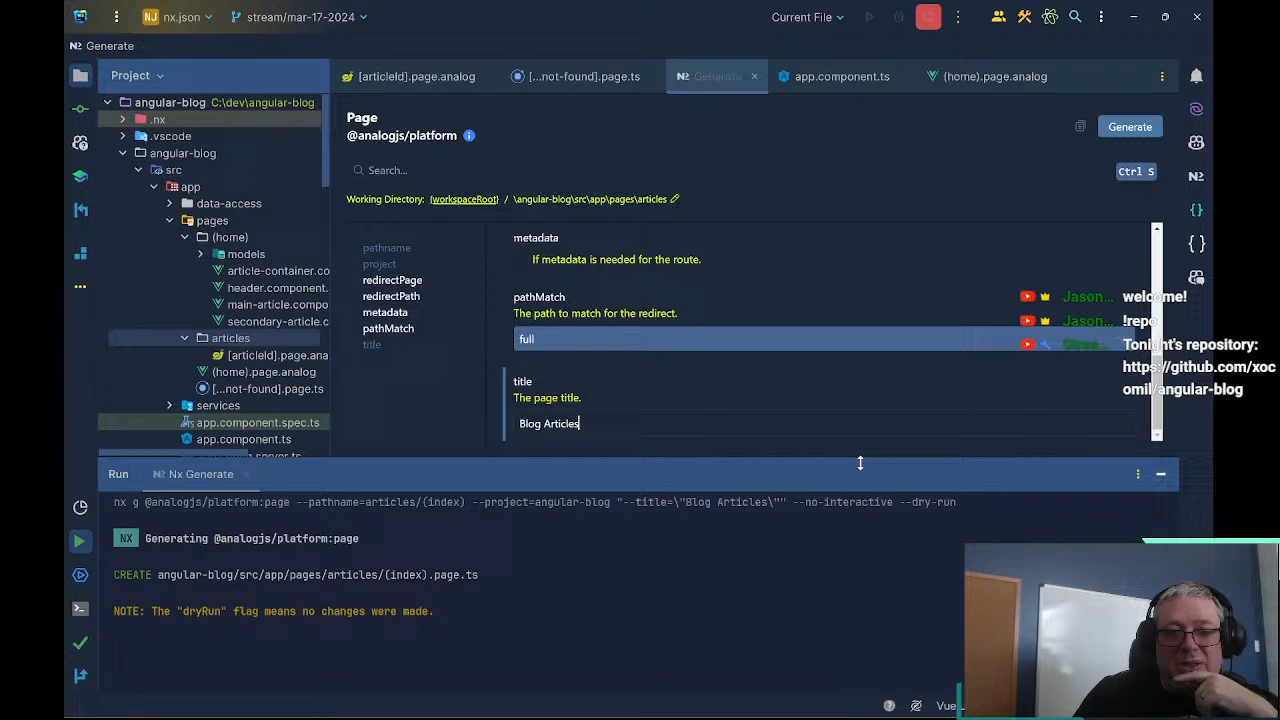 NJ nx.json
stream/mar-17-2024
Current File
N2 Generate
Project
[articleId].page.analog
[...not-found].page.ts
N2 Generate
app.component.ts
(home).page.analog
angular-blog C:\dev\angular-blog
.nx
.vscode
angular-blog
src
app
data-access
pages
(home)
models
article-container.co
header.component.
main-article.compo
secondary-article.c
articles
[articleId].page.ana
(home).page.analog
[...not-found].page.ts
services
app.component.spec.ts
app.component.ts
Page
@analogjs/platform
Generate
Search...
Ctrl S
Working Directory: {workspaceRoot} / \angular-blog\src\app\pages\articles
pathname
project
redirectPage
redirectPath
metadata
pathMatch
title
metadata
If metadata is needed for the route.
pathMatch
The path to match for the redirect.
full
title
The page title.
Blog Articles
Jason... welcome!
Jason... !repo
Strea... Tonight's repository:
https://github.com/xoc
omil/angular-blog
Run
N2 Nx Generate
nx g @analogjs/platform:page --pathname=articles/(index) --project=angular-blog "--title=\"Blog Articles\"" --no-interactive --dry-run
NX Generating @analogjs/platform:page
CREATE angular-blog/src/app/pages/articles/(index).page.ts
NOTE: The "dryRun" flag means no changes were made.